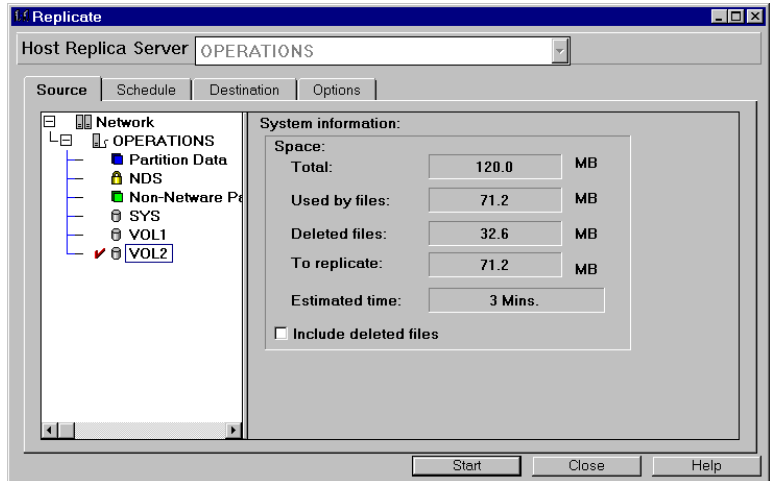 Replicate
Host Replica Server OPERATIONS
Source Schedule Destination Options
Network
OPERATIONS
Partition Data
NDS
Non-Netware Pa
SYS
VOL1
VOL2
System information:
Space:
Total: 120.0 MB
Used by files: 71.2 MB
Deleted files: 32.6 MB
To replicate: 71.2 MB
Estimated time: 3 Mins.
Include deleted files
Start Close Help